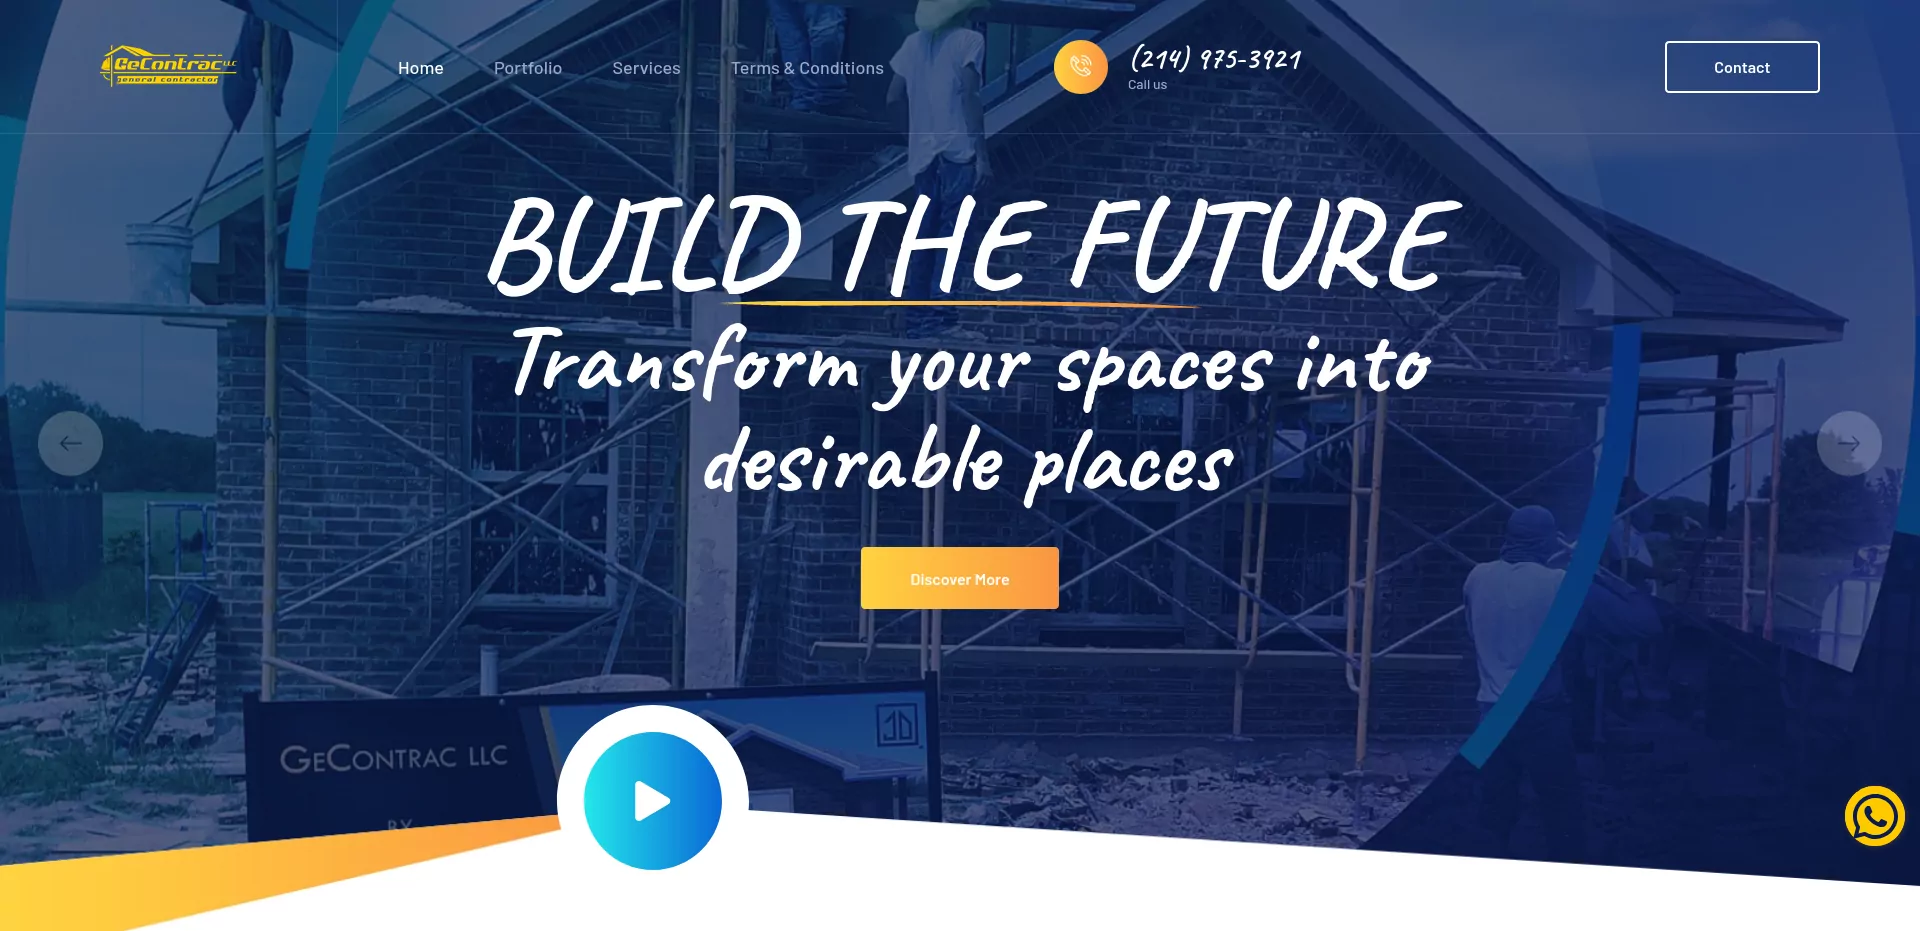 GeContrac LLC
general contractor
Home
Portfolio
Services
Terms & Conditions
(214) 975-3921
Call us
Contact
BUILD THE FUTURE
Transform your spaces into
desirable places
Discover More
GECONTRAC LLC
BY
JD